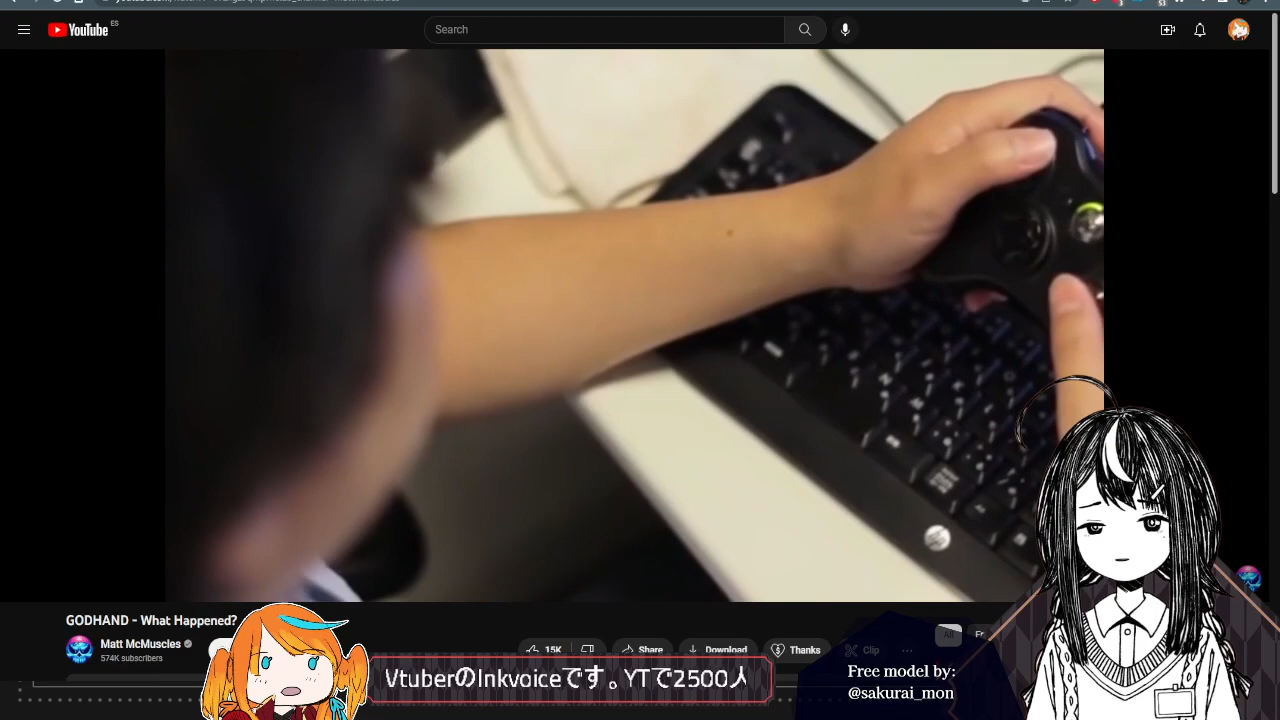 YouTube
ES
Search
GODHAND - What Happened?
Matt McMuscles
574K subscribers
15K
Share
Download
Thanks
Clip
All
VtuberのInkvoiceです。YTで2500人
Free model by:
@sakurai_mon